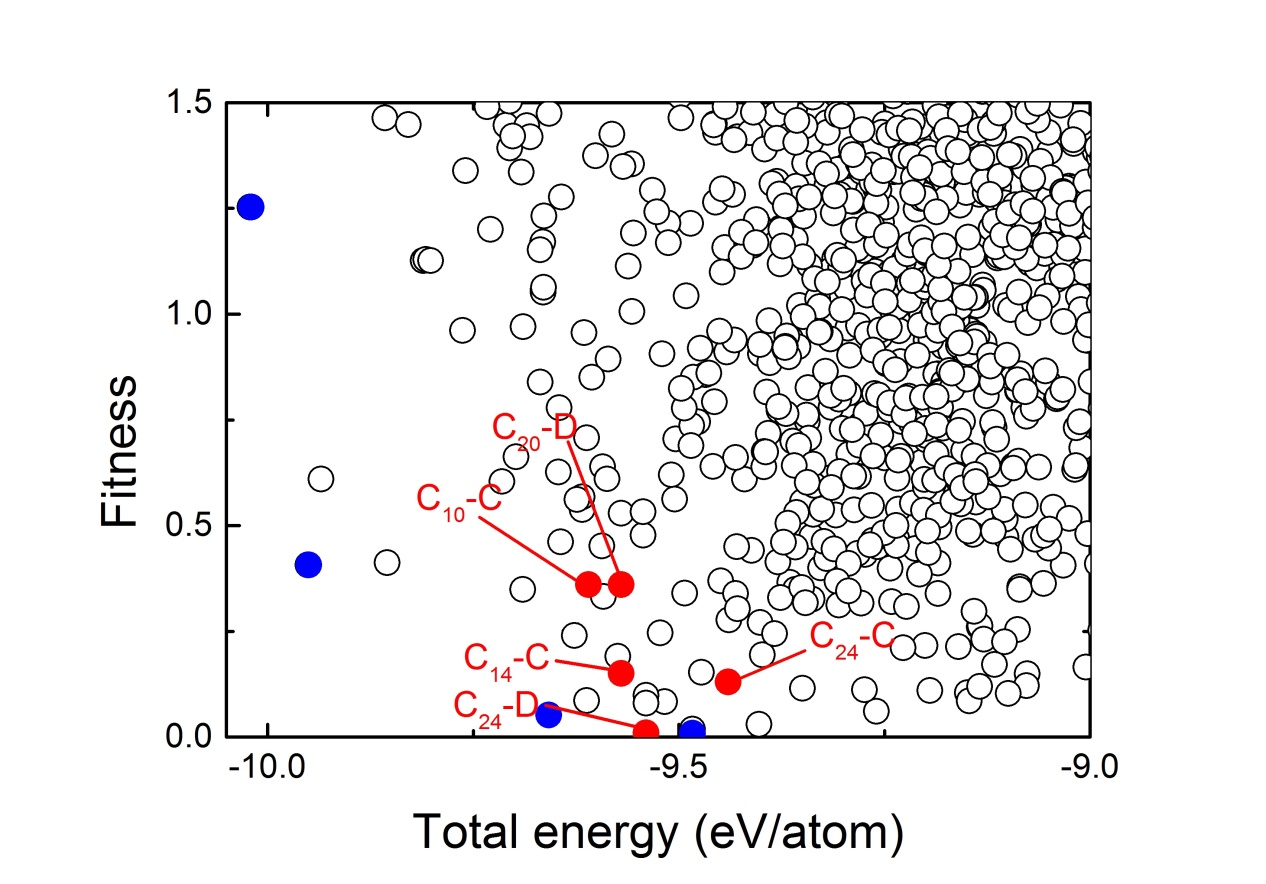 1.5
1.0
0.5
0.0
Fitness
C20-D
C10-C
C24-C
C14-C
C24-D
-10.0
-9.5
-9.0
Total energy (eV/atom)